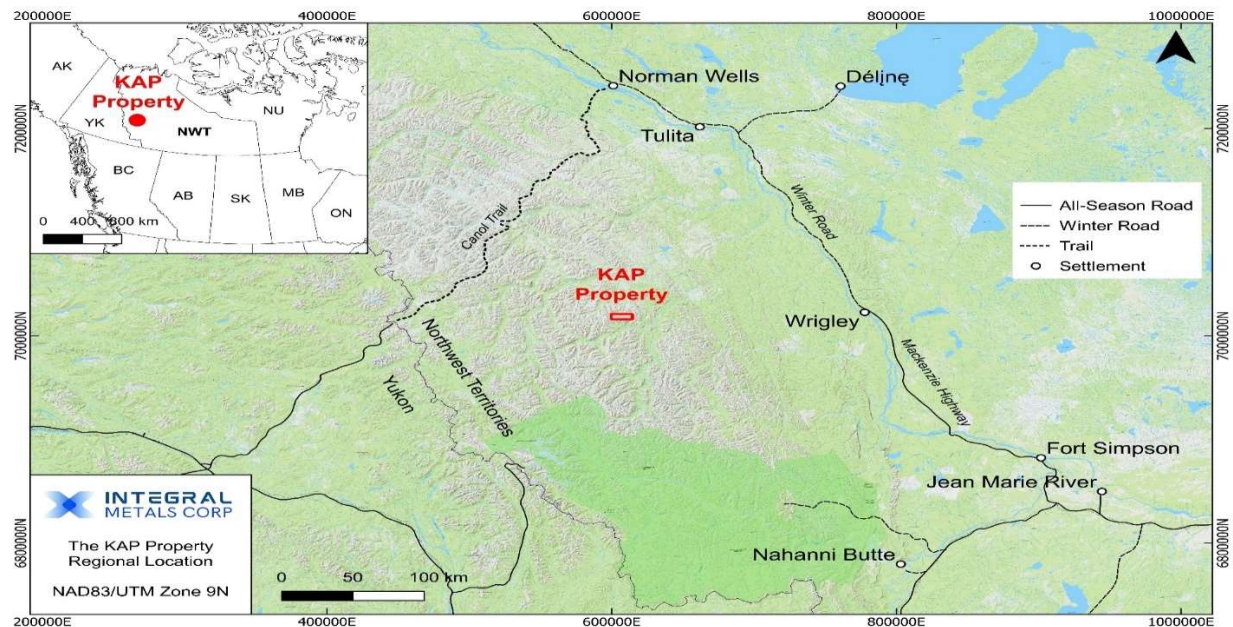 200000E
400000E
600000E
800000E
1000000E
AK
KAP
Property
NU
YK
NWT
BC
AB
SK
MB
ON
0 400 800 km
Norman Wells
Délįnę
Tulita
7200000N
7200000N
All-Season Road
Winter Road
Trail
Settlement
Canol Trail
Winter Road
KAP
Property
Wrigley
7000000N
7000000N
Mackenzie Highway
Northwest Territories
Yukon
Fort Simpson
Jean Marie River
INTEGRAL
METALS CORP
The KAP Property
Regional Location
NAD83/UTM Zone 9N
Nahanni Butte
6800000N
6800000N
0 50 100 km
200000E
400000E
600000E
800000E
1000000E